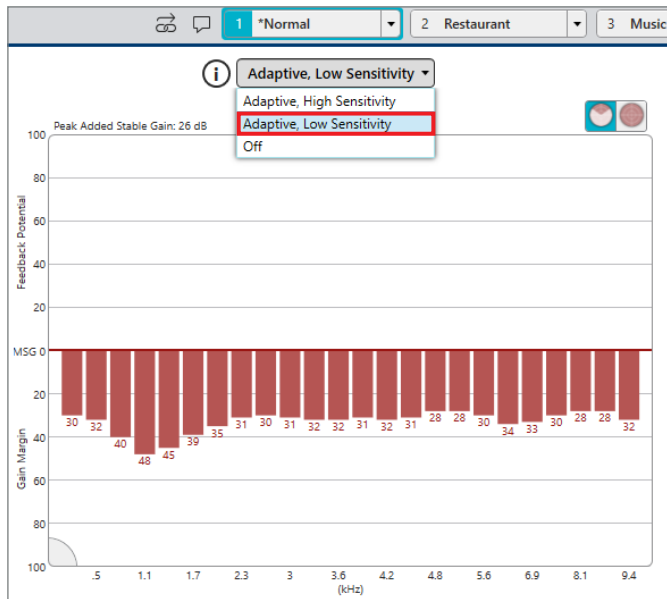 1 *Normal 2 Restaurant 3 Music
i Adaptive, Low Sensitivity
Adaptive, High Sensitivity
Adaptive, Low Sensitivity
Off
Peak Added Stable Gain: 26 dB
100
80
60
40
20
MSG 0
20
40
60
80
100
Feedback Potential
Gain Margin
30 32 40 48 45 39 35 31 30 31 32 32 31 32 31 28 28 30 34 33 30 28 28 32
.5 1.1 1.7 2.3 3 3.6 4.2 4.8 5.6 6.9 8.1 9.4
(kHz)